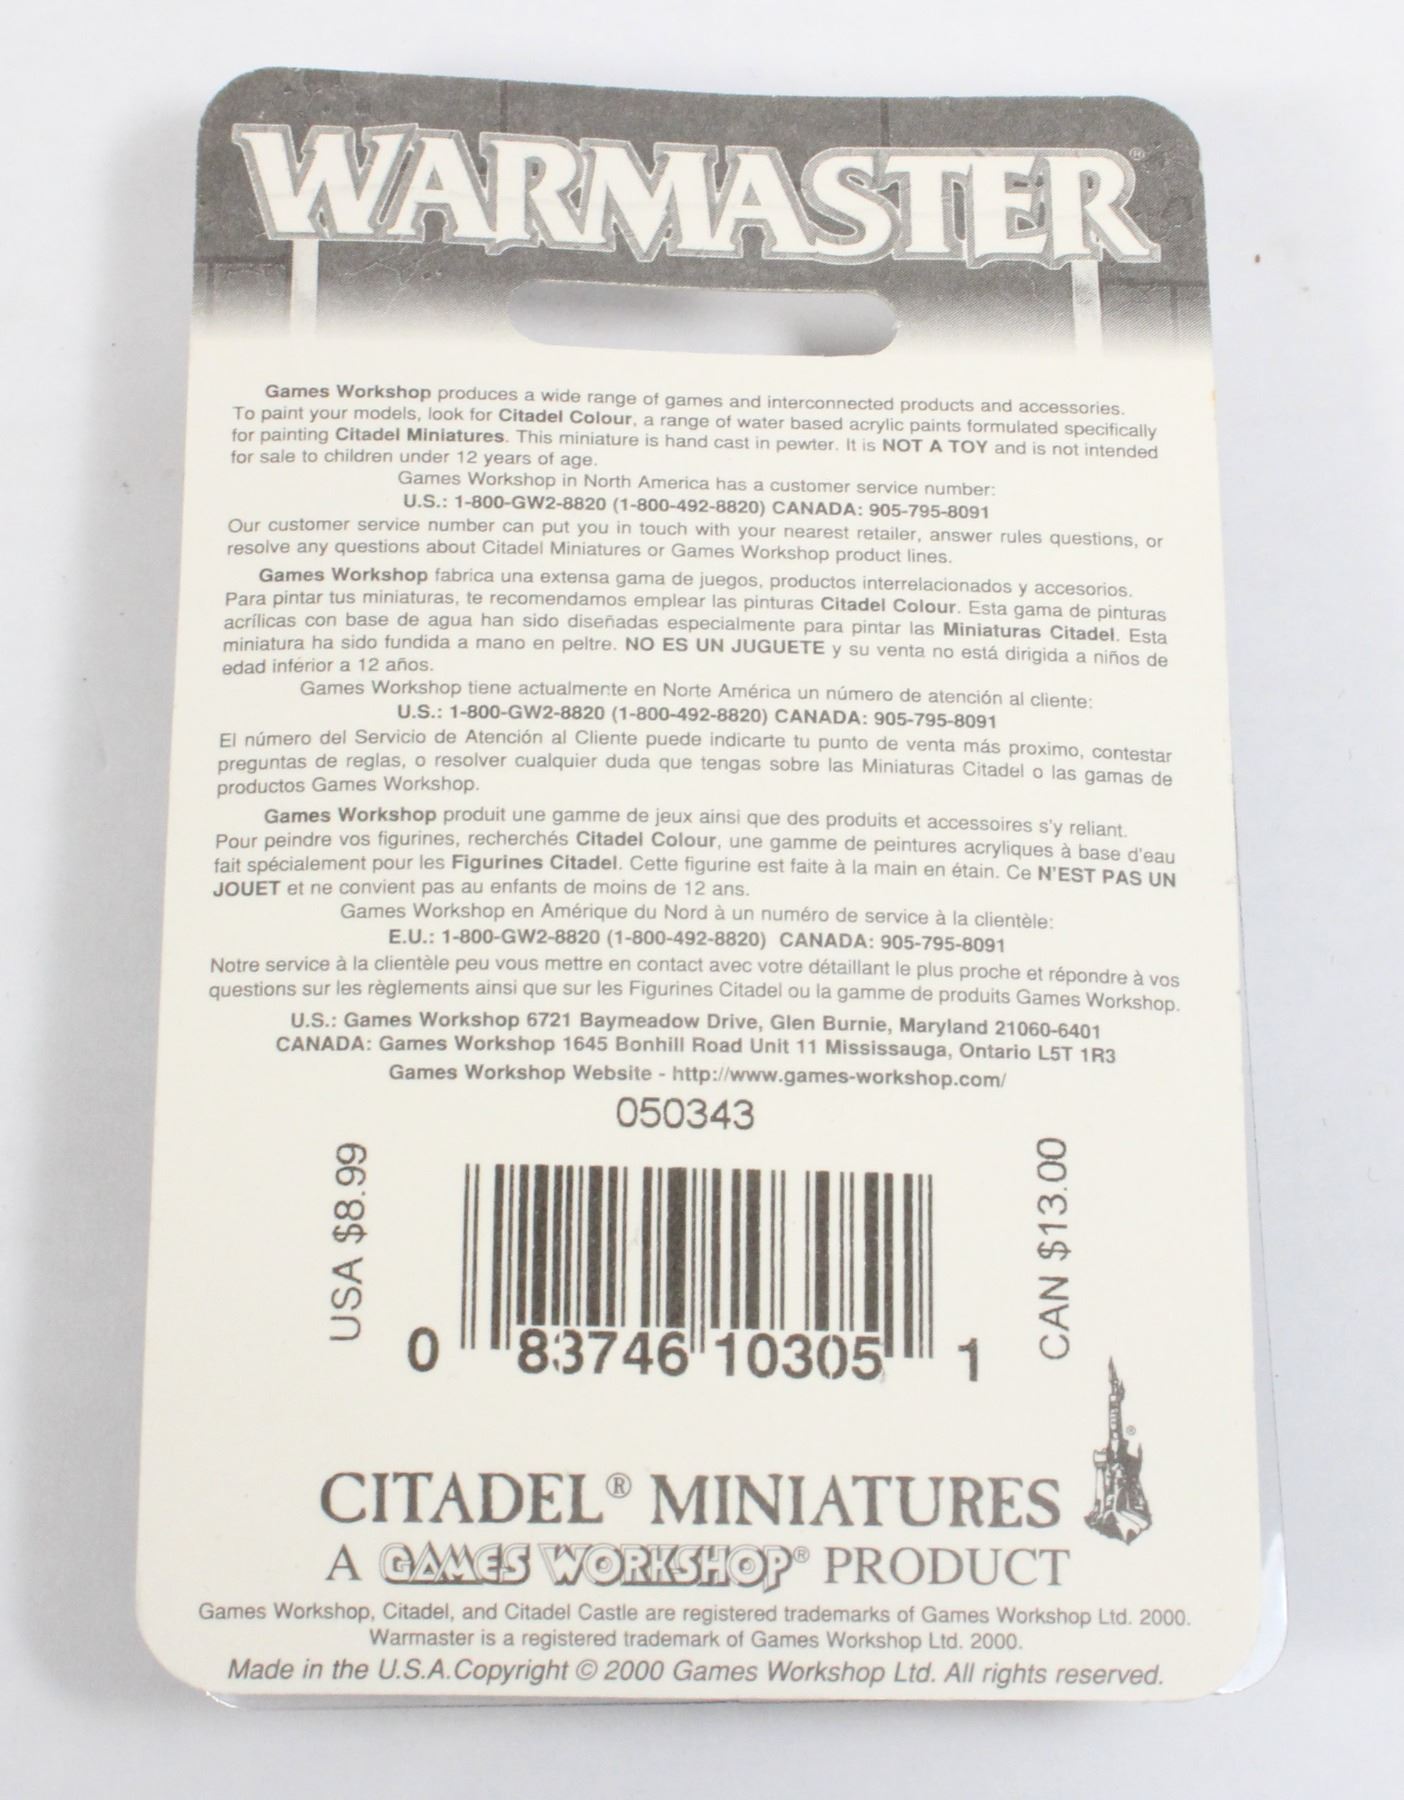 WARMASTER®
Games Workshop produces a wide range of games and interconnected products and accessories.
To paint your models, look for Citadel Colour, a range of water based acrylic paints formulated specifically
for painting Citadel Miniatures. This miniature is hand cast in pewter. It is NOT A TOY and is not intended
for sale to children under 12 years of age.
Games Workshop in North America has a customer service number:
U.S.: 1-800-GW2-8820 (1-800-492-8820) CANADA: 905-795-8091
Our customer service number can put you in touch with your nearest retailer, answer rules questions, or
resolve any questions about Citadel Miniatures or Games Workshop product lines.
Games Workshop fabrica una extensa gama de juegos, productos interrelacionados y accesorios.
Para pintar tus miniaturas, te recomendamos emplear las pinturas Citadel Colour. Esta gama de pinturas
acrílicas con base de agua han sido diseñadas especialmente para pintar las Miniaturas Citadel. Esta
miniatura ha sido fundida a mano en peltre. NO ES UN JUGUETE y su venta no está dirigida a niños de
edad inférior a 12 años.
Games Workshop tiene actualmente en Norte América un número de atención al cliente:
U.S.: 1-800-GW2-8820 (1-800-492-8820) CANADA: 905-795-8091
El número del Servicio de Atención al Cliente puede indicarte tu punto de venta más proximo, contestar
preguntas de reglas, o resolver cualquier duda que tengas sobre las Miniaturas Citadel o las gamas de
productos Games Workshop.
Games Workshop produit une gamme de jeux ainsi que des produits et accessoires s'y reliant.
Pour peindre vos figurines, recherchés Citadel Colour, une gamme de peintures acryliques à base d'eau
fait spécialement pour les Figurines Citadel. Cette figurine est faite à la main en étain. Ce N'EST PAS UN
JOUET et ne convient pas au enfants de moins de 12 ans.
Games Workshop en Amérique du Nord à un numéro de service à la clientèle:
E.U.: 1-800-GW2-8820 (1-800-492-8820) CANADA: 905-795-8091
Notre service à la clientèle peu vous mettre en contact avec votre détaillant le plus proche et répondre à vos
questions sur les règlements ainsi que sur les Figurines Citadel ou la gamme de produits Games Workshop.
U.S.: Games Workshop 6721 Baymeadow Drive, Glen Burnie, Maryland 21060-6401
CANADA: Games Workshop 1645 Bonhill Road Unit 11 Mississauga, Ontario L5T 1R3
Games Workshop Website - http://www.games-workshop.com/
050343
USA $8.99
CAN $13.00
0 83746 10305 1
CITADEL® MINIATURES ®
A GAMES WORKSHOP® PRODUCT
Games Workshop, Citadel, and Citadel Castle are registered trademarks of Games Workshop Ltd. 2000.
Warmaster is a registered trademark of Games Workshop Ltd. 2000.
Made in the U.S.A.Copyright © 2000 Games Workshop Ltd. All rights reserved.